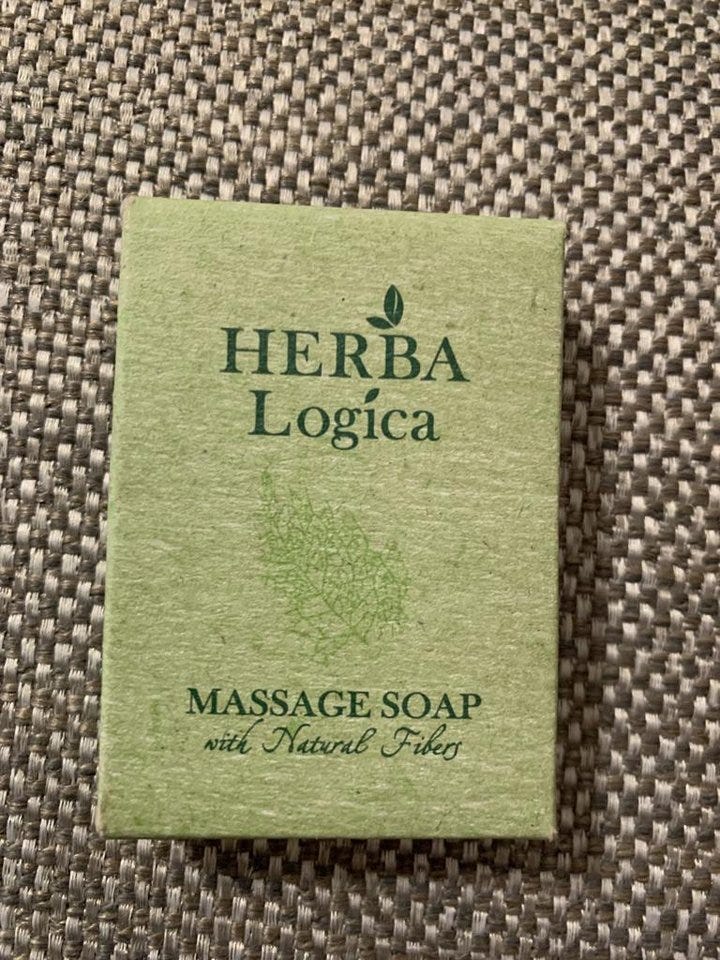 HERBA
Logica
MASSAGE SOAP
with Natural Fibers